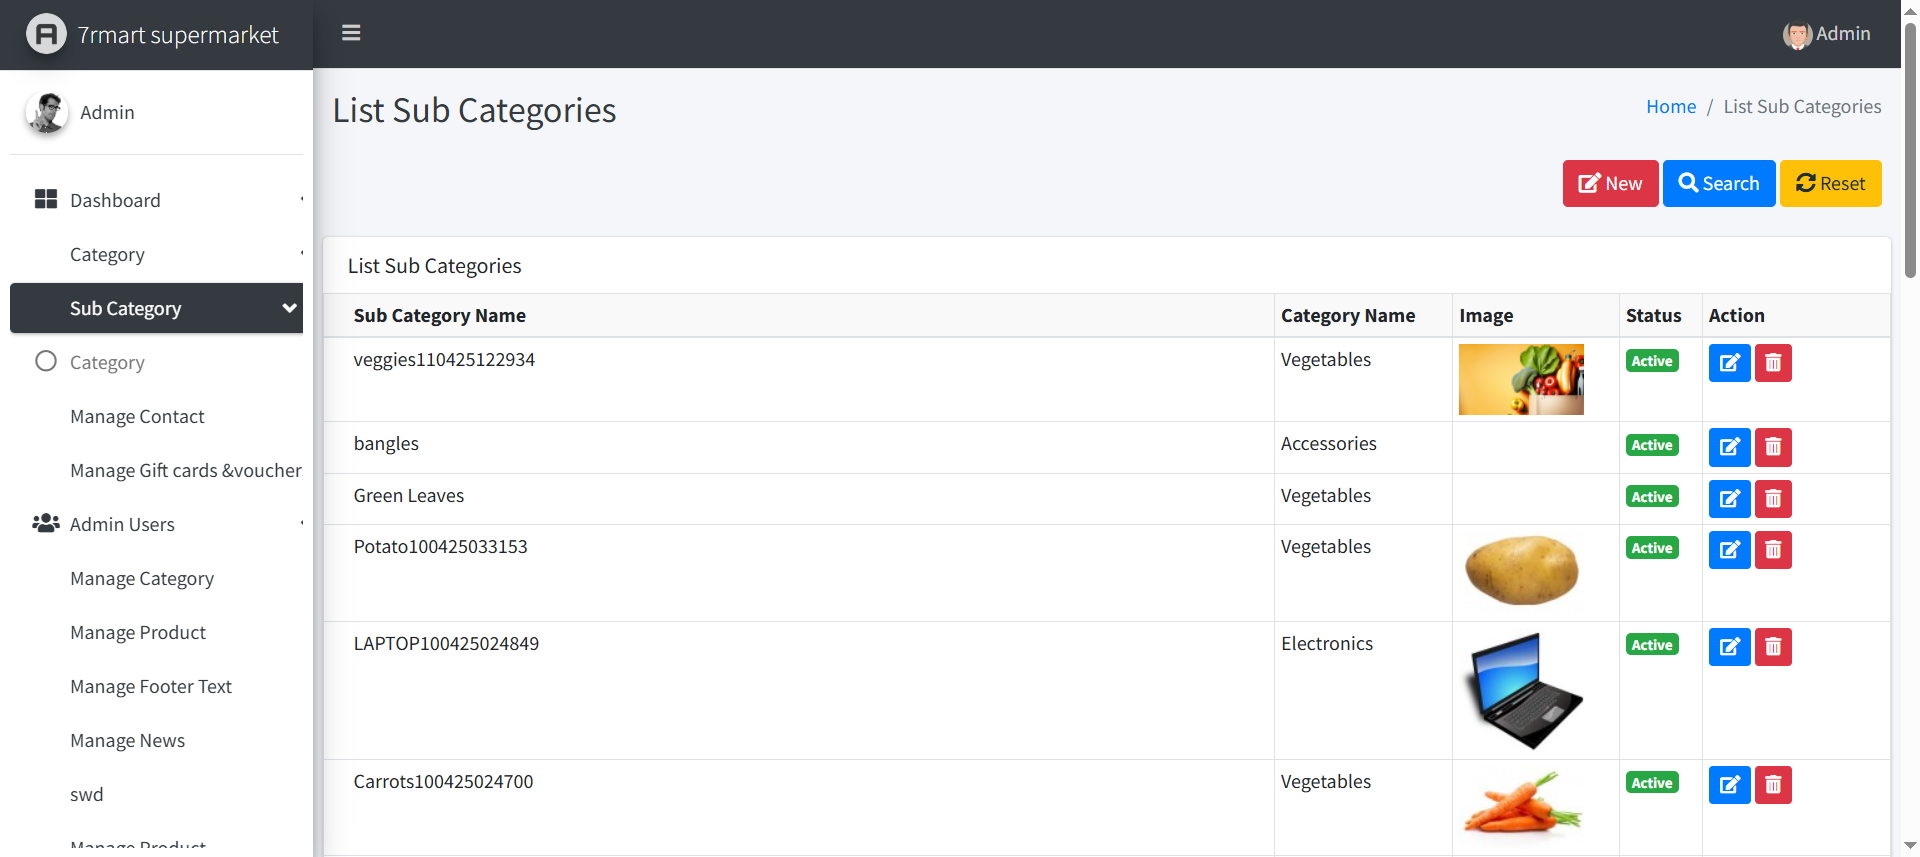 7rmart supermarket
Admin
Admin
List Sub Categories
Home / List Sub Categories
New
Search
Reset
Dashboard
Category
Sub Category
Category
Manage Contact
Manage Gift cards &voucher
Admin Users
Manage Category
Manage Product
Manage Footer Text
Manage News
swd
Manage Product
List Sub Categories
Sub Category Name Category Name Image Status Action
veggies110425122934 Vegetables Active
bangles Accessories Active
Green Leaves Vegetables Active
Potato100425033153 Vegetables Active
LAPTOP100425024849 Electronics Active
Carrots100425024700 Vegetables Active